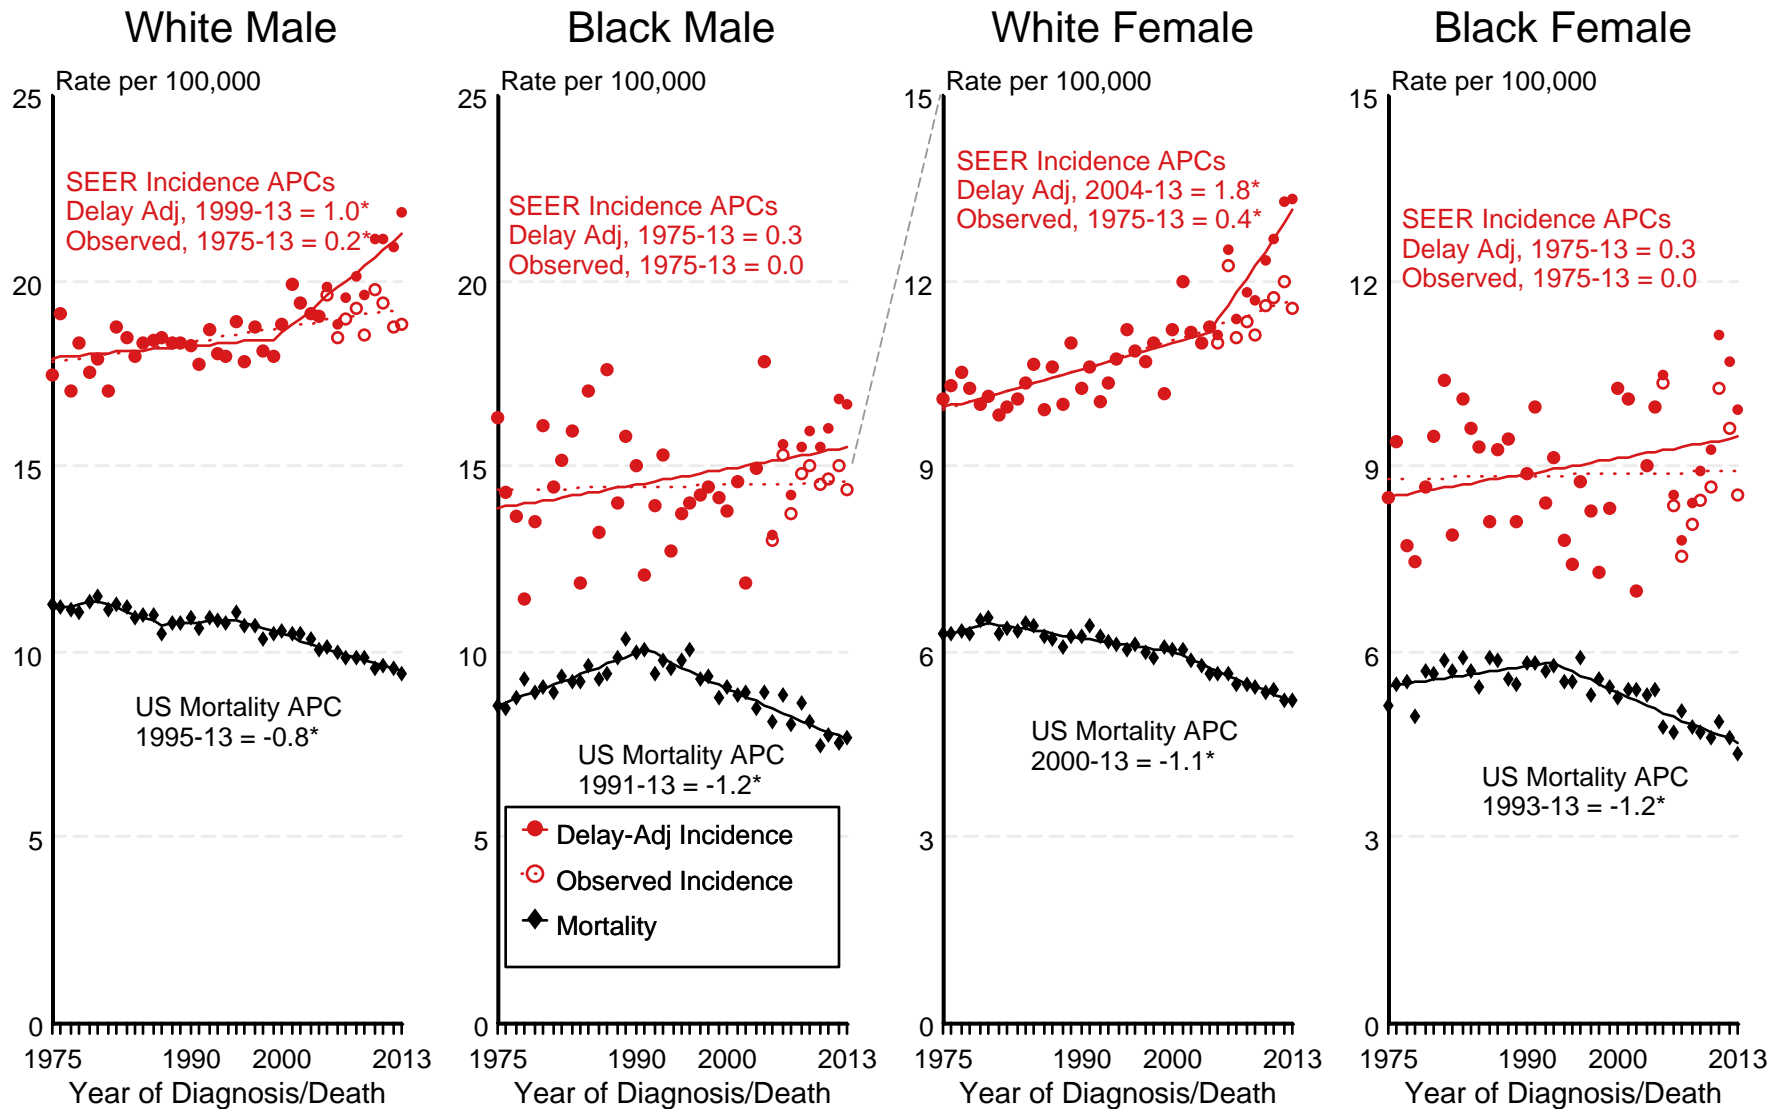 White Male
Rate per 100,000
25
20
15
10
5
0
SEER Incidence APCs
Delay Adj, 1999-13 = 1.0*
Observed, 1975-13 = 0.2*
US Mortality APC
1995-13 = -0.8*
1975 1990 2000 2013
Year of Diagnosis/Death
Black Male
Rate per 100,000
25
20
15
10
5
0
SEER Incidence APCs
Delay Adj, 1975-13 = 0.3
Observed, 1975-13 = 0.0
US Mortality APC
1991-13 = -1.2*
Delay-Adj Incidence
Observed Incidence
Mortality
1975 1990 2000 2013
Year of Diagnosis/Death
White Female
Rate per 100,000
15
12
9
6
3
0
SEER Incidence APCs
Delay Adj, 2004-13 = 1.8*
Observed, 1975-13 = 0.4*
US Mortality APC
2000-13 = -1.1*
1975 1990 2000 2013
Year of Diagnosis/Death
Black Female
Rate per 100,000
15
12
9
6
3
0
SEER Incidence APCs
Delay Adj, 1975-13 = 0.3
Observed, 1975-13 = 0.0
US Mortality APC
1993-13 = -1.2*
1975 1990 2000 2013
Year of Diagnosis/Death